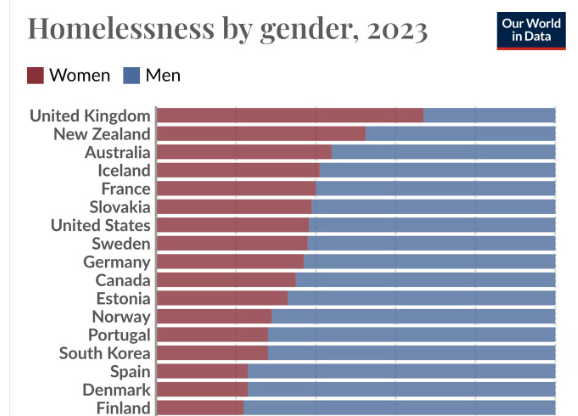 Homelessness by gender, 2023
Our World
in Data
Women
Men
United Kingdom
New Zealand
Australia
Iceland
France
Slovakia
United States
Sweden
Germany
Canada
Estonia
Norway
Portugal
South Korea
Spain
Denmark
Finland